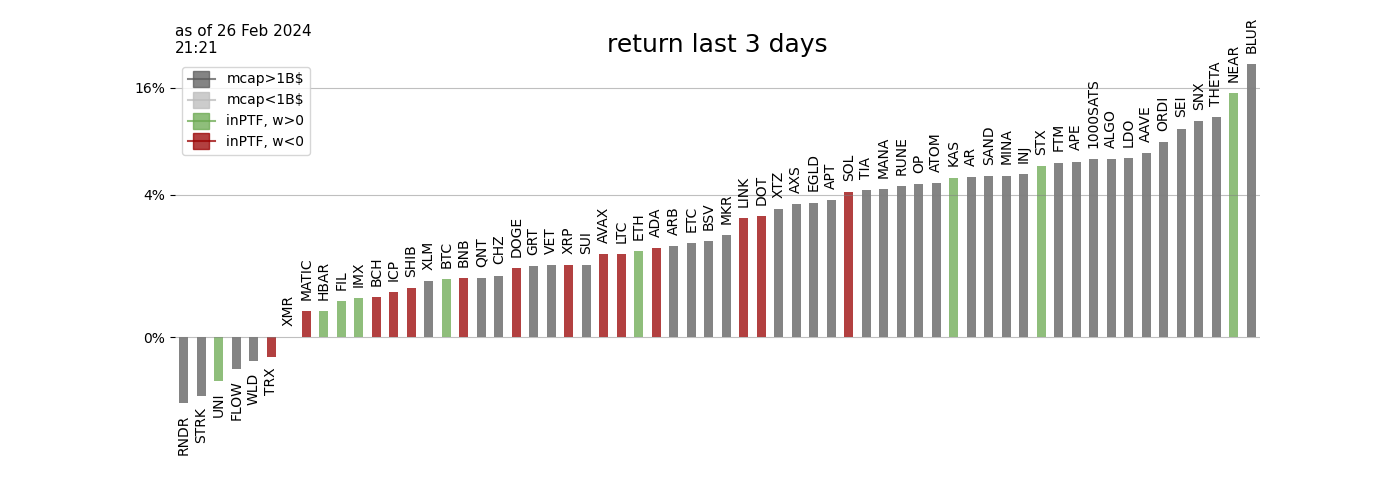 as of 26 Feb 2024
21:21
return last 3 days
mcap>1B$
mcap<1B$
inPTF, w>0
inPTF, w<0
16%
4%
0%
RNDR
STRK
UNI
FLOW
WLD
TRX
XMR
MATIC
HBAR
FIL
IMX
BCH
ICP
SHIB
XLM
BTC
BNB
QNT
CHZ
DOGE
GRT
VET
XRP
SUI
AVAX
LTC
ETH
ADA
ARB
ETC
BSV
MKR
LINK
DOT
XTZ
AXS
EGLD
APT
SOL
TIA
MANA
RUNE
OP
ATOM
KAS
AR
SAND
MINA
INJ
STX
FTM
APE
1000SATS
ALGO
LDO
AAVE
ORDI
SEI
SNX
THETA
NEAR
BLUR